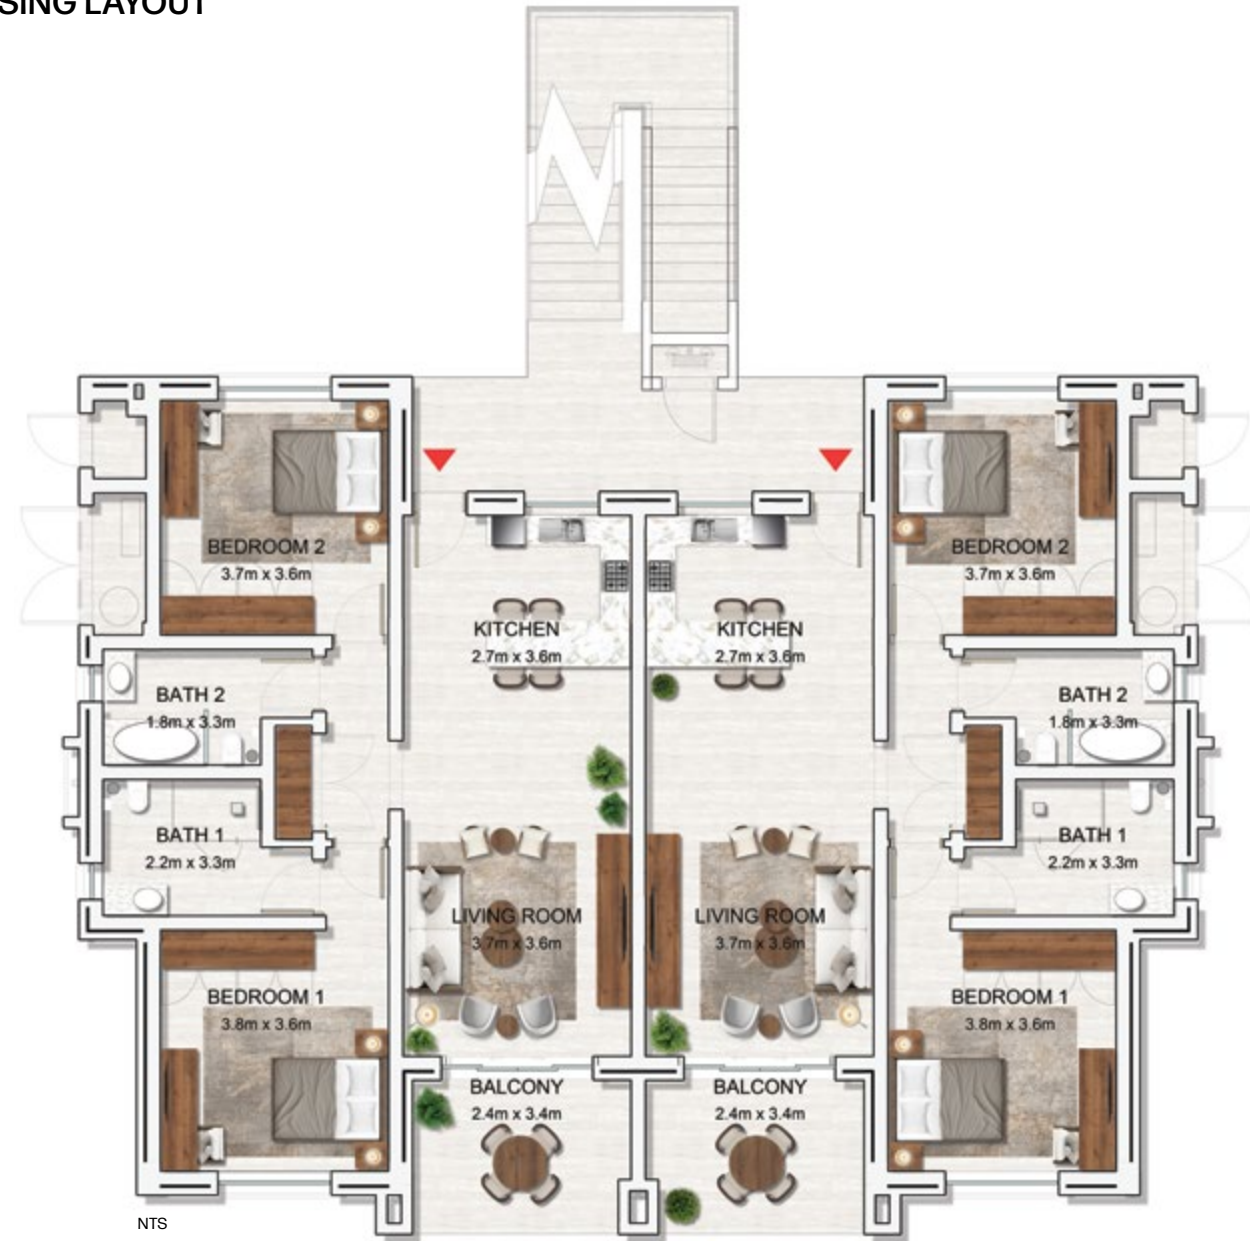 SING LAYOUT
BEDROOM 2
3.7m x 3.6m
BEDROOM 2
3.7m x 3.6m
KITCHEN
2.7m x 3.6m
KITCHEN
2.7m x 3.6m
BATH 2
1.8m x 3.3m
BATH 2
1.8m x 3.3m
BATH 1
2.2m x 3.3m
BATH 1
2.2m x 3.3m
LIVING ROOM
3.7m x 3.6m
LIVING ROOM
3.7m x 3.6m
BEDROOM 1
3.8m x 3.6m
BEDROOM 1
3.8m x 3.6m
BALCONY
2.4m x 3.4m
BALCONY
2.4m x 3.4m
NTS